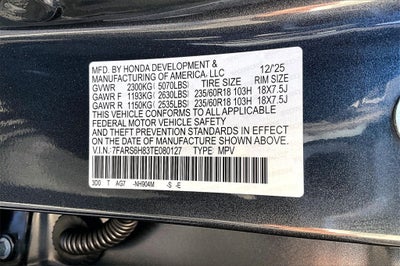 MFD. BY HONDA DEVELOPMENT & 12/25
MANUFACTURING OF AMERICA, LLC
TIRE SIZE RIM SIZE
GVWR 2300KG 5070LBS
GAWR F 1193KG 2630LBS 235/60R18 103H 18X7.5J
GAWR R 1150KG 2535LBS 235/60R18 103H 18X7.5J
THIS VEHICLE CONFORMS TO ALL APPLICABLE
FEDERAL MOTOR VEHICLE SAFETY AND THEFT
PREVENTION STANDARDS IN EFFECT
ON THE DATE OF MANUFACTURE SHOWN ABOVE.
V.I.N. 7FARS6H83TE080127 TYPE MPV
3D0 T AG7 -NH904M -S -E